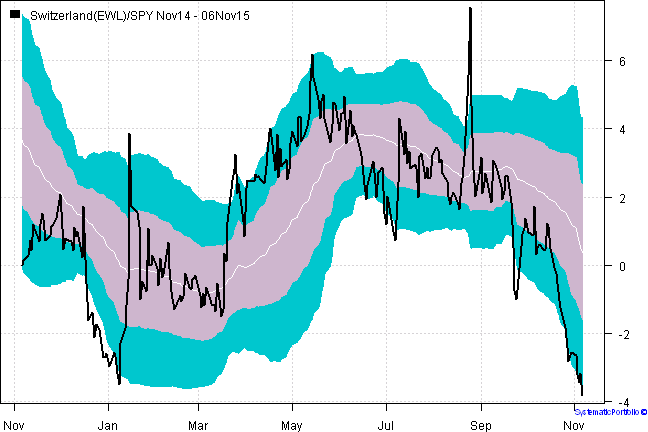 Switzerland(EWL)/SPY Nov14 - 06Nov15
6
4
2
0
-2
-4
SystematicPortfolio ©
Nov Jan Mar May Jul Sep Nov